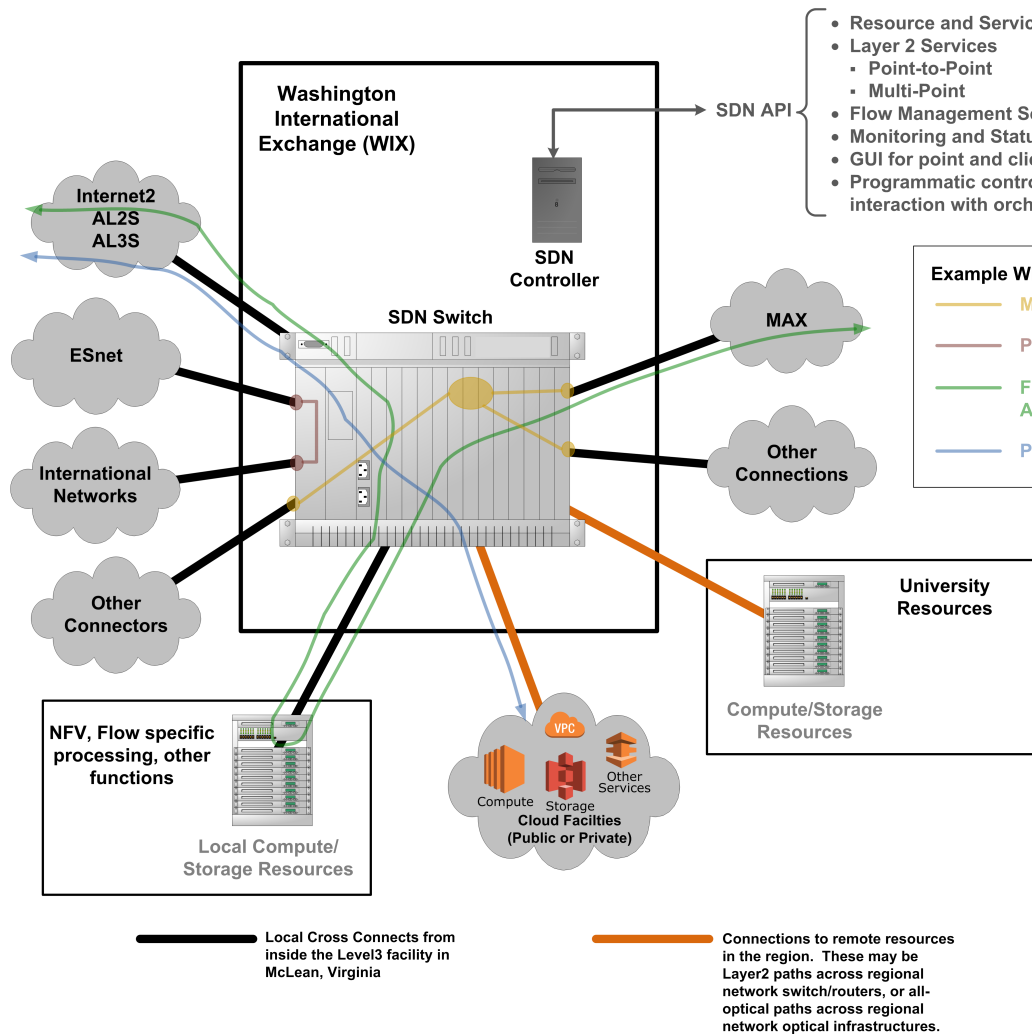 Resource and
Layer 2 Services
Point-to-Point
Multi-Point
Flow Management
Monitoring and
GUI for point and
Programmatic
interaction with
SDN API
Washington
International
Exchange (WIX)
SDN
Controller
Internet2
AL2S
AL3S
SDN Switch
MAX
Example
ESnet
International
Networks
Other
Connections
Other
Connectors
University
Resources
Compute/Storage
Resources
NFV, Flow specific
processing, other
functions
Local Compute/
Storage Resources
VPC
Compute
Storage
Other
Services
Cloud Facilties
(Public or Private)
Local Cross Connects from
inside the Level3 facility in
McLean, Virginia
Connections to remote resources
in the region. These may be
Layer2 paths across regional
network switch/routers, or all-
optical paths across regional
network optical infrastructures.